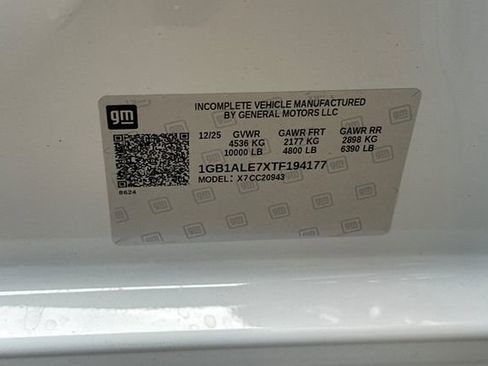 gm
INCOMPLETE VEHICLE MANUFACTURED
BY GENERAL MOTORS LLC
12/25 GVWR GAWR FRT GAWR RR
4536 KG 2177 KG 2898 KG
10000 LB 4800 LB 6390 LB
1GB1ALE7XTF194177
MODEL: X7CC20943
8624